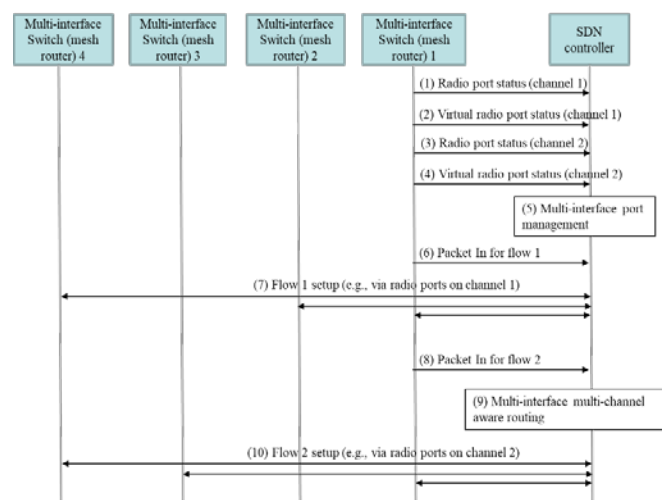 Multi-interface
Switch (mesh
router) 4
Multi-interface
Switch (mesh
router) 3
Multi-interface
Switch (mesh
router) 2
Multi-interface
Switch (mesh
router) 1
SDN
controller
(1) Radio port status (channel 1)
(2) Virtual radio port status (channel 1)
(3) Radio port status (channel 2)
(4) Virtual radio port status (channel 2)
(5) Multi-interface port
management
(6) Packet In for flow 1
(7) Flow 1 setup (e.g., via radio ports on channel 1)
(8) Packet In for flow 2
(9) Multi-interface multi-channel
aware routing
(10) Flow 2 setup (e.g., via radio ports on channel 2)